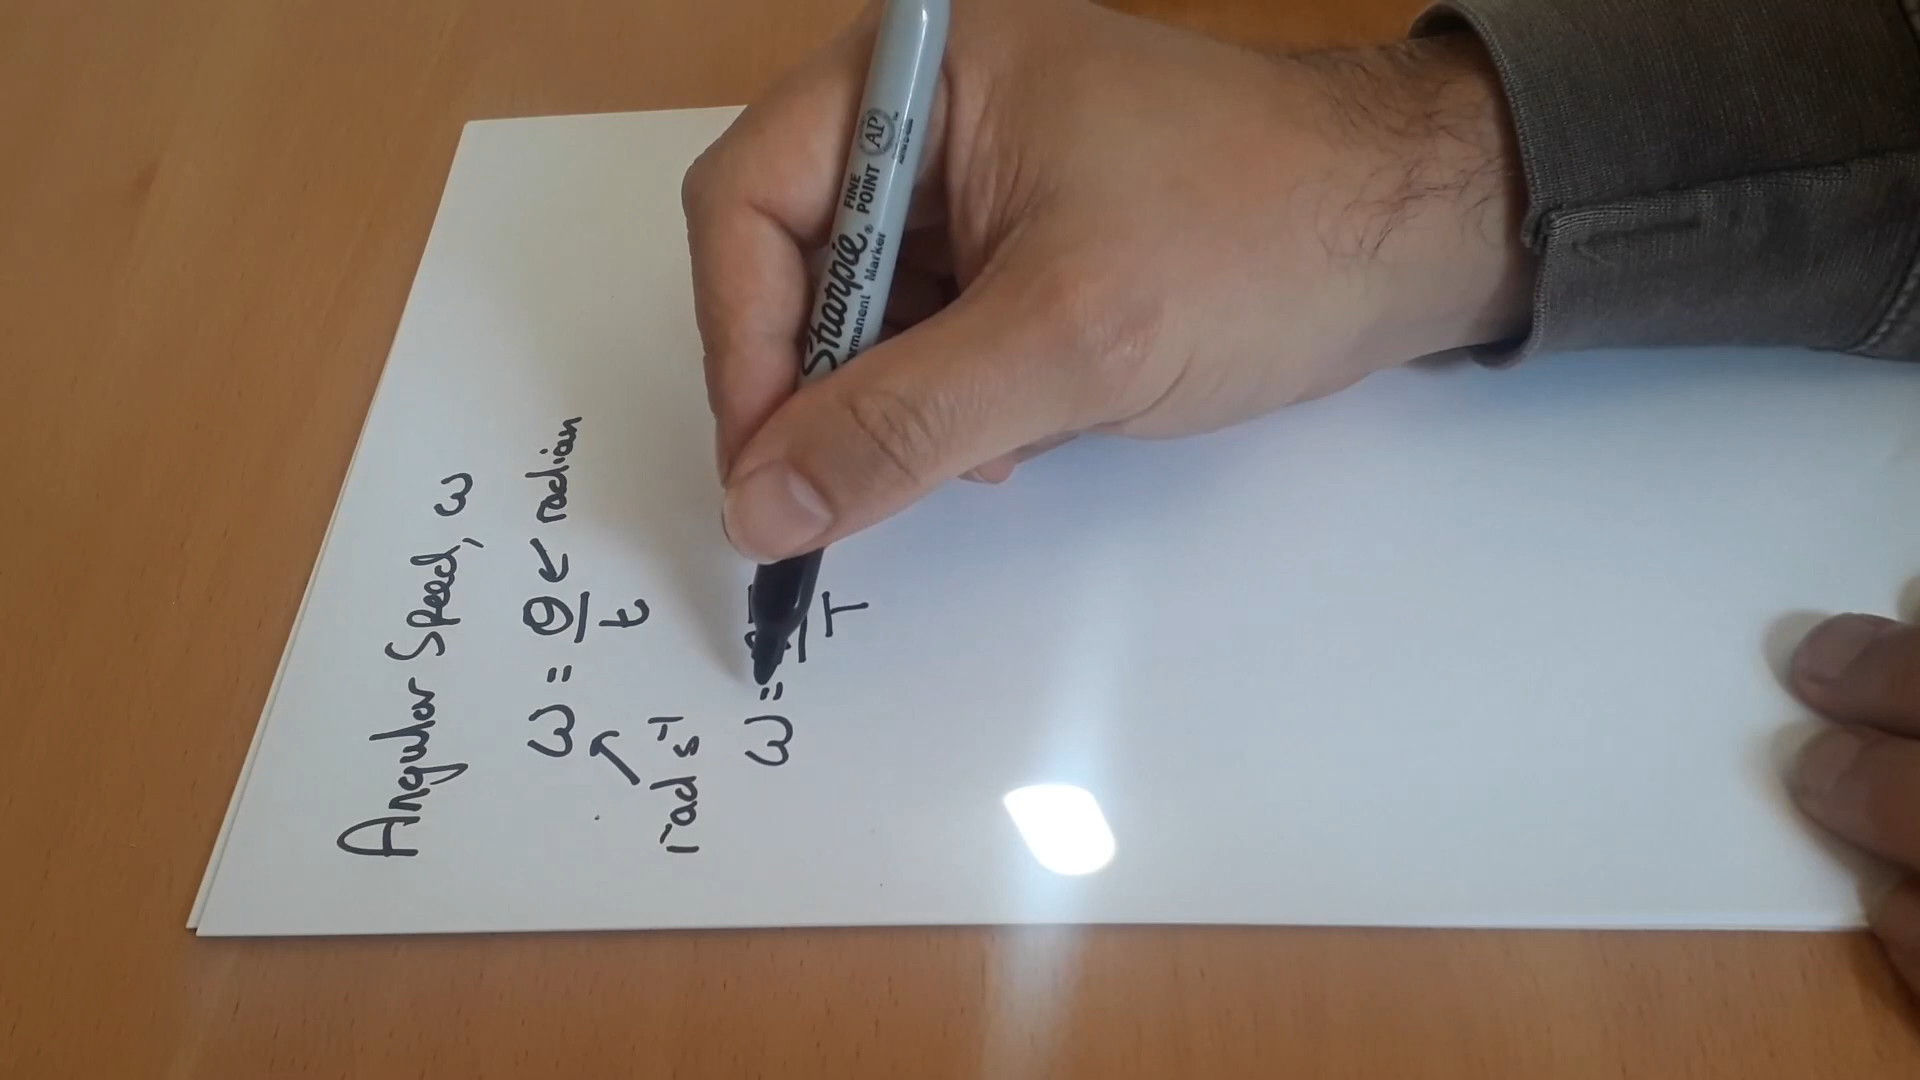 Angular Speed, ω
ω = θ ← radian
t
rad s⁻¹
ω =
T
Sharpie®
FINE POINT
Permanent Marker
AP